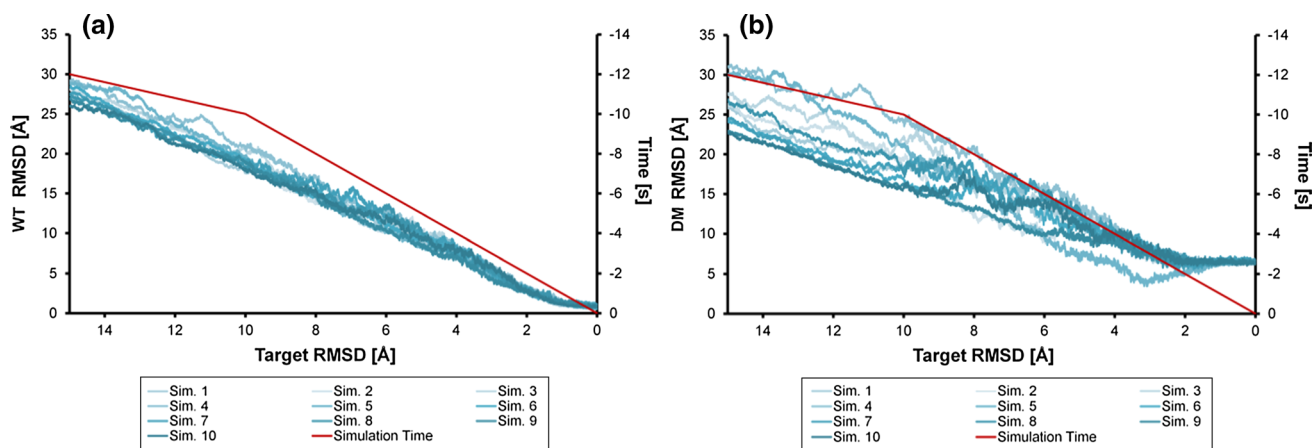 (a)
35
30
25
20
15
10
5
0
WT RMSD [Å]
-14
-12
-10
-8
-6
-4
-2
0
Time [s]
14 12 10 8 6 4 2 0
Target RMSD [Å]
Sim. 1 Sim. 2 Sim. 3
Sim. 4 Sim. 5 Sim. 6
Sim. 7 Sim. 8 Sim. 9
Sim. 10 Simulation Time
(b)
35
30
25
20
15
10
5
0
DM RMSD [Å]
-14
-12
-10
-8
-6
-4
-2
0
Time [s]
14 12 10 8 6 4 2 0
Target RMSD [Å]
Sim. 1 Sim. 2 Sim. 3
Sim. 4 Sim. 5 Sim. 6
Sim. 7 Sim. 8 Sim. 9
Sim. 10 Simulation Time